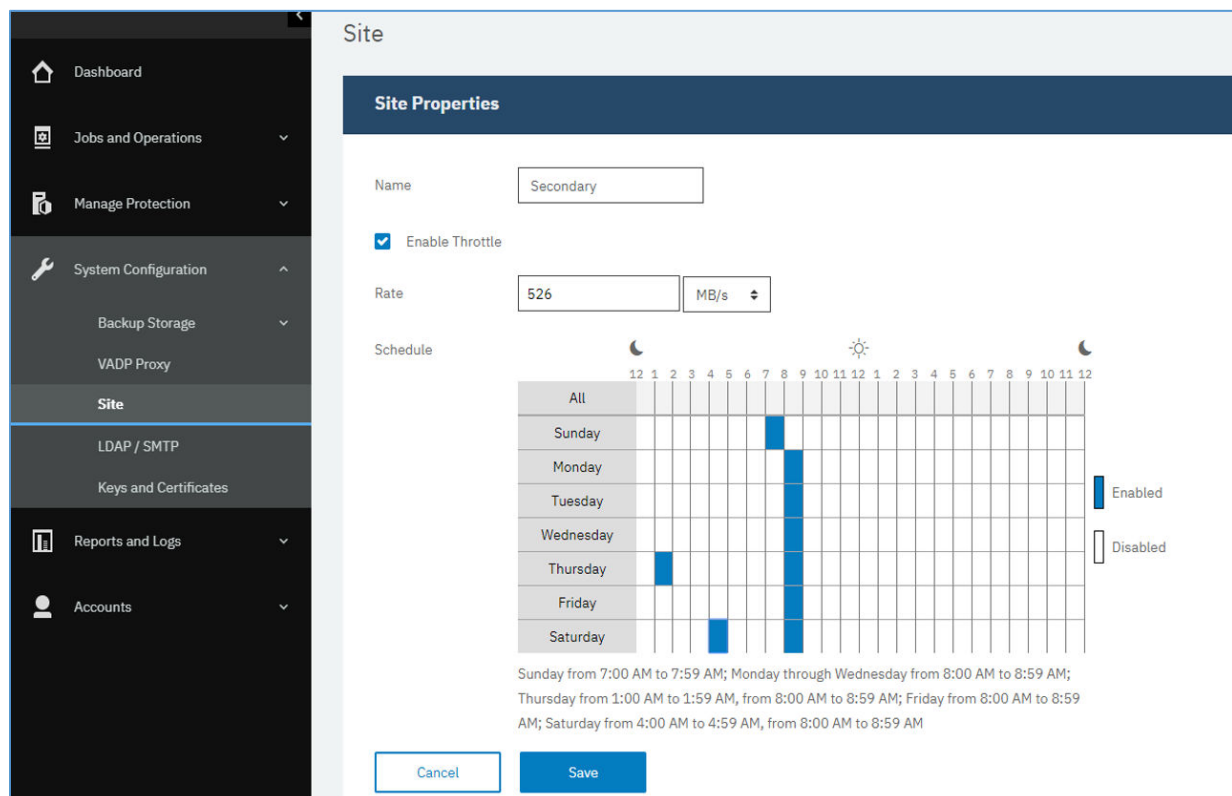 Dashboard
Jobs and Operations
Manage Protection
System Configuration
Backup Storage
VADP Proxy
Site
LDAP / SMTP
Keys and Certificates
Reports and Logs
Accounts
Site
Site Properties
Name Secondary
Enable Throttle
Rate 526 MB/s
Schedule
12 1 2 3 4 5 6 7 8 9 10 11 12 1 2 3 4 5 6 7 8 9 10 11 12
All
Sunday
Monday
Tuesday
Wednesday
Thursday
Friday
Saturday
Enabled
Disabled
Sunday from 7:00 AM to 7:59 AM; Monday through Wednesday from 8:00 AM to 8:59 AM;
Thursday from 1:00 AM to 1:59 AM, from 8:00 AM to 8:59 AM; Friday from 8:00 AM to 8:59
AM; Saturday from 4:00 AM to 4:59 AM, from 8:00 AM to 8:59 AM
Cancel Save